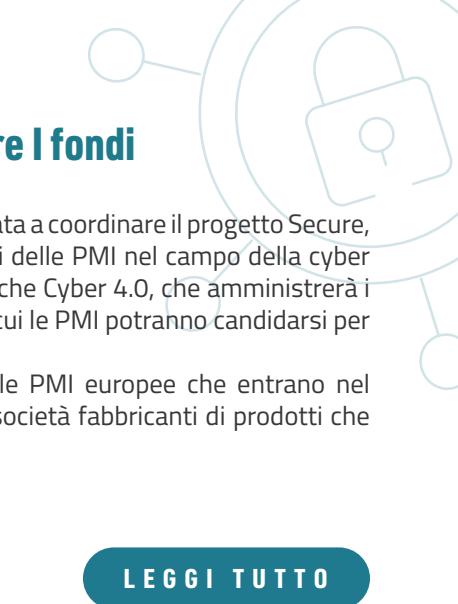 re I fondi
ata a coordinare il progetto Secure,
i delle PMI nel campo della cyber
che Cyber 4.0, che amministrerà i
cui le PMI potranno candidarsi per
le PMI europee che entrano nel
società fabbricanti di prodotti che
LEGGI TUTTO